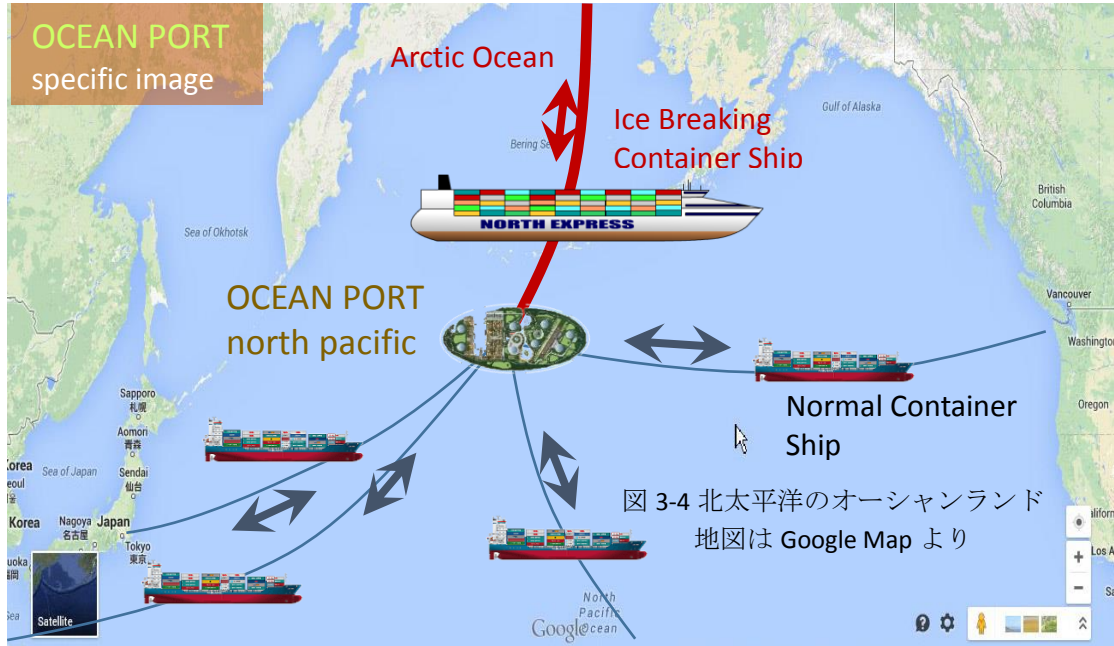 OCEAN PORT
specific image
Arctic Ocean
Ice Breaking
Container Ship
Gulf of Alaska
Bering Se
British
Columbia
NORTH EXPRESS
Sea of Okhotsk
OCEAN PORT
north pacific
Vancouver
Washington
Oregon
Sapporo
札幌
Aomori
青森
Normal Container
Ship
Korea
Seoul
Sea of Japan
Sendai
仙台
図 3-4 北太平洋のオーシャンランド
地図は Google Map より
Korea
Nagoya
名古屋
Japan
Tokyo
東京
Satellite
North
Pacific
Ocean
Google